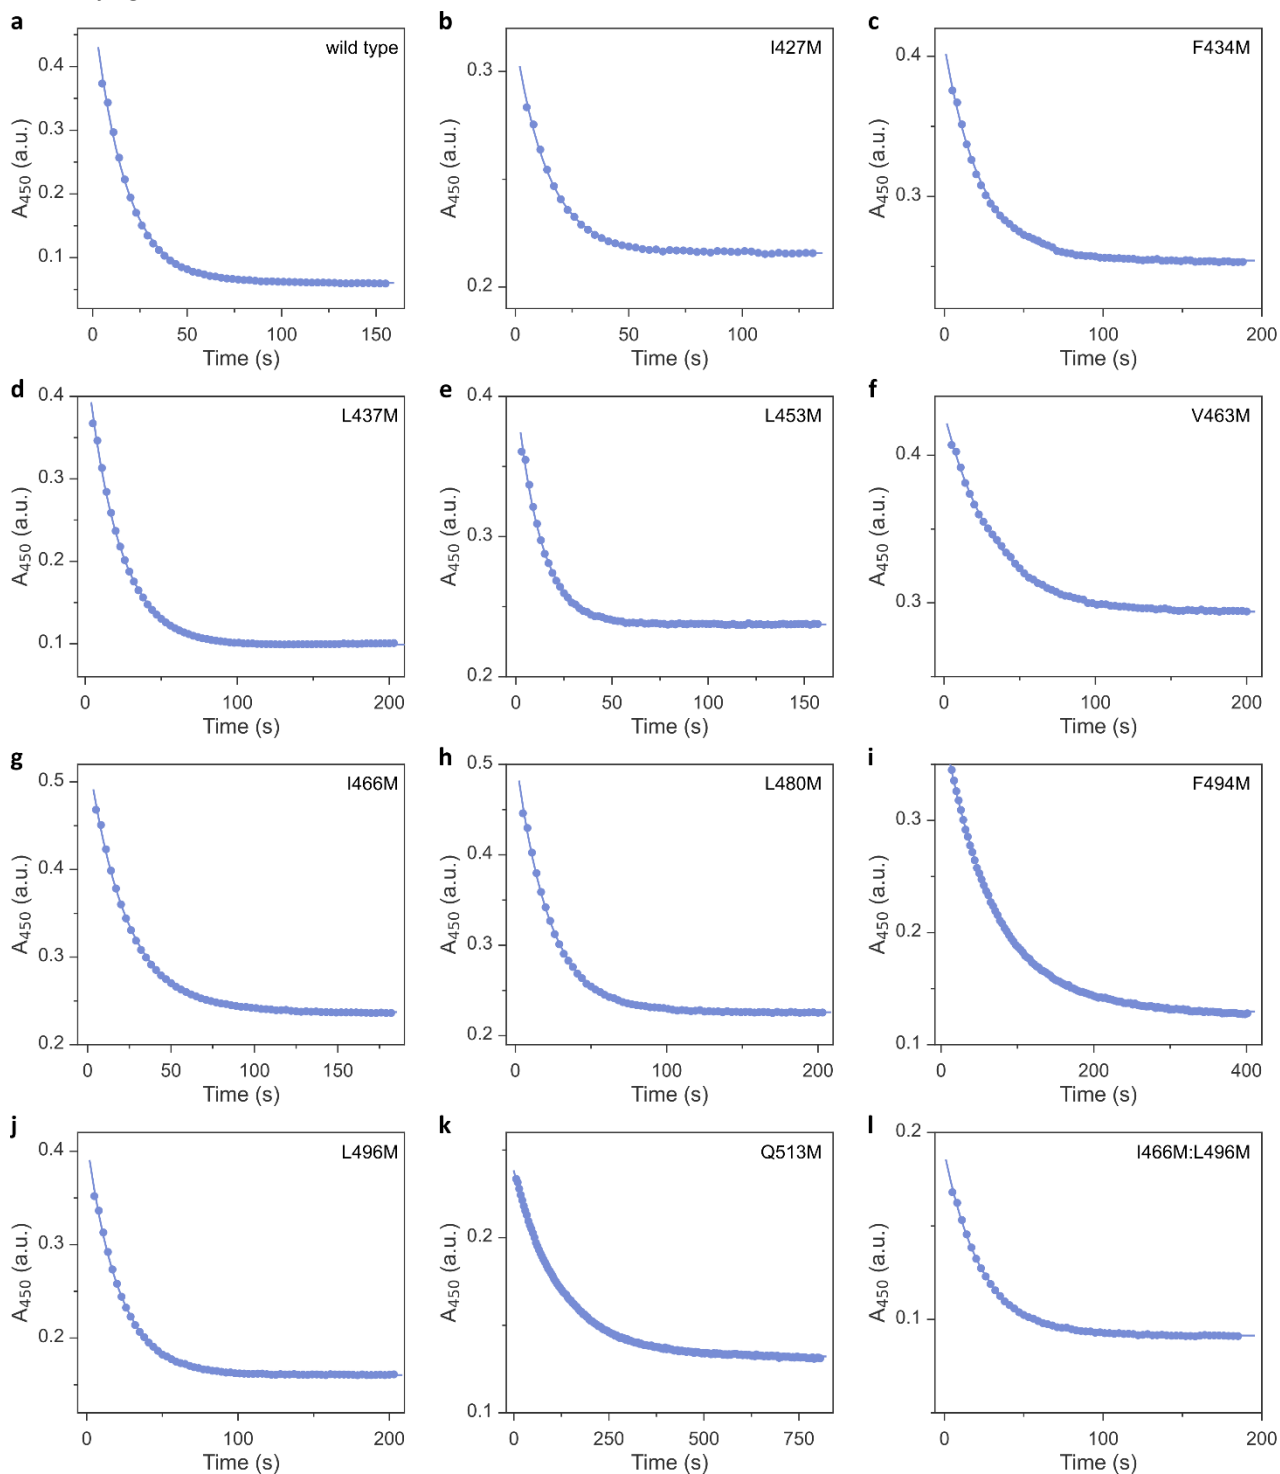 a
wild type
0.4
0.3
0.2
0.1
A450 (a.u.)
0 50 100 150
Time (s)
b
I427M
0.3
0.2
A450 (a.u.)
0 50 100
Time (s)
c
F434M
0.4
0.3
A450 (a.u.)
0 100 200
Time (s)
d
L437M
0.4
0.3
0.2
0.1
A450 (a.u.)
0 100 200
Time (s)
e
L453M
0.4
0.3
0.2
A450 (a.u.)
0 50 100 150
Time (s)
f
V463M
0.4
0.3
A450 (a.u.)
0 100 200
Time (s)
g
I466M
0.5
0.4
0.3
0.2
A450 (a.u.)
0 50 100 150
Time (s)
h
L480M
0.5
0.4
0.3
0.2
A450 (a.u.)
0 100 200
Time (s)
i
F494M
0.3
0.2
0.1
A450 (a.u.)
0 200 400
Time (s)
j
L496M
0.4
0.3
0.2
A450 (a.u.)
0 100 200
Time (s)
k
Q513M
0.2
0.1
A450 (a.u.)
0 250 500 750
Time (s)
l
I466M:L496M
0.2
0.1
A450 (a.u.)
0 100 200
Time (s)